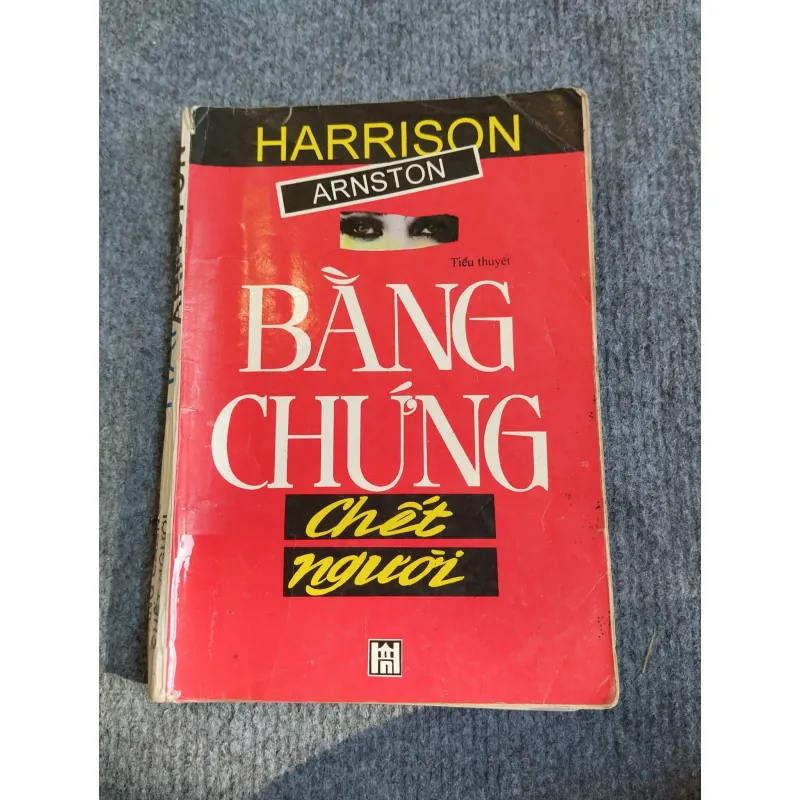 HARRISON
ARNSTON
Tiểu thuyết
BẰNG
CHỨNG
Chết
người